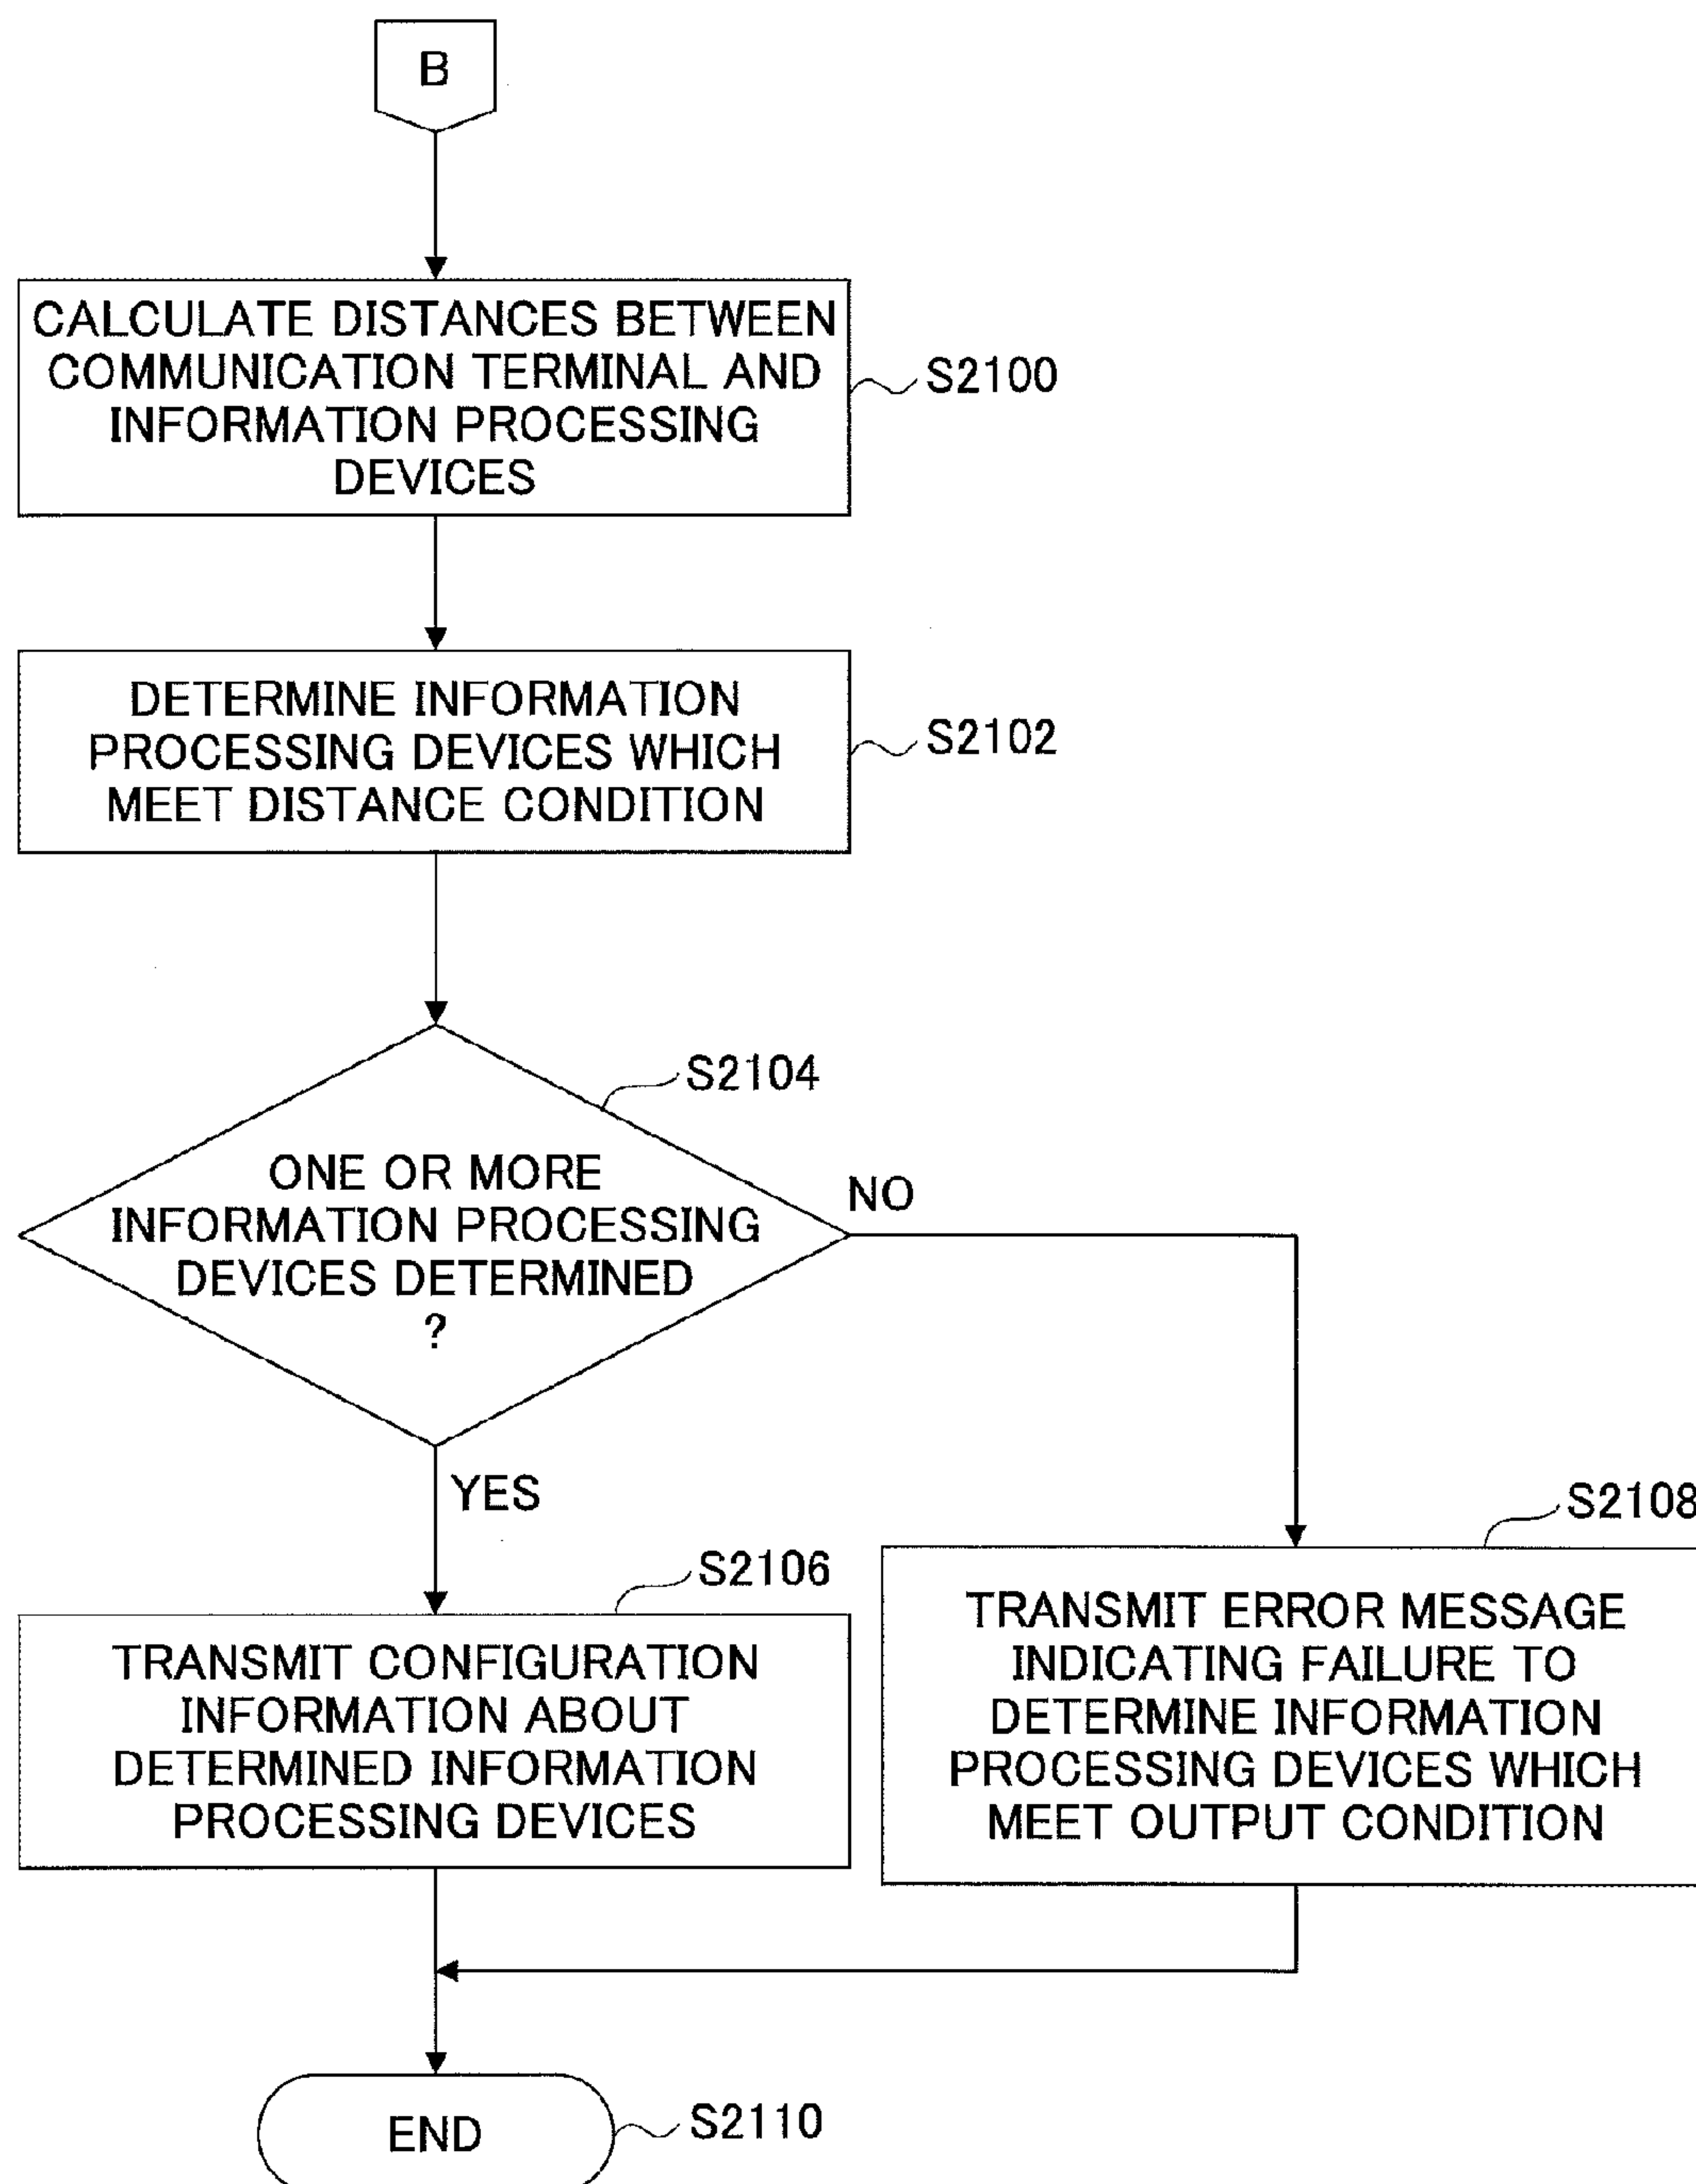 B
CALCULATE DISTANCES BETWEEN
COMMUNICATION TERMINAL AND
INFORMATION PROCESSING
DEVICES
S2100
DETERMINE INFORMATION
PROCESSING DEVICES WHICH
MEET DISTANCE CONDITION
S2102
S2104
ONE OR MORE
INFORMATION PROCESSING
DEVICES DETERMINED
?
NO
YES
S2106
TRANSMIT CONFIGURATION
INFORMATION ABOUT
DETERMINED INFORMATION
PROCESSING DEVICES
S2108
TRANSMIT ERROR MESSAGE
INDICATING FAILURE TO
DETERMINE INFORMATION
PROCESSING DEVICES WHICH
MEET OUTPUT CONDITION
END
S2110